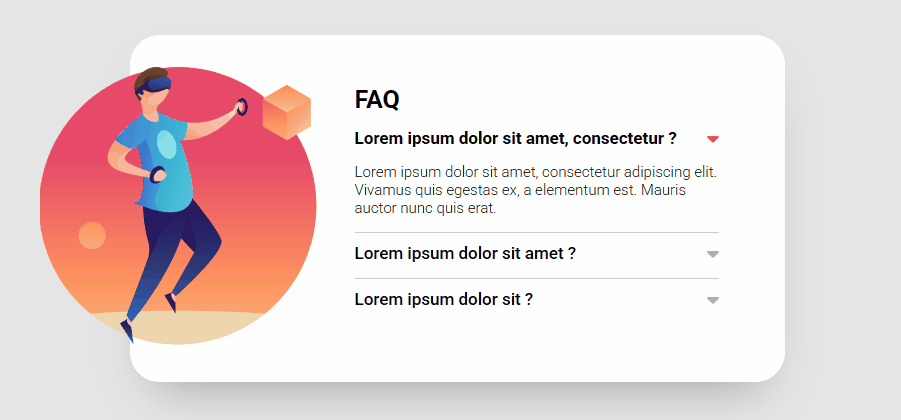 FAQ
Lorem ipsum dolor sit amet, consectetur ?
Lorem ipsum dolor sit amet, consectetur adipiscing elit.
Vivamus quis egestas ex, a elementum est. Mauris
auctor nunc quis erat.
Lorem ipsum dolor sit amet ?
Lorem ipsum dolor sit ?